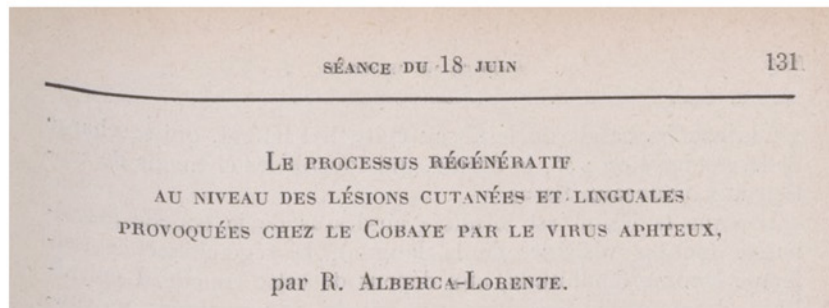 SÉANCE DU 18 JUIN 131
LE PROCESSUS RÉGÉNÉRATIF
AU NIVEAU DES LÉSIONS CUTANÉES ET LINGUALES
PROVOQUÉES CHEZ LE COBAYE PAR LE VIRUS APHTEUX,
par R. ALBERCA-LORENTE.